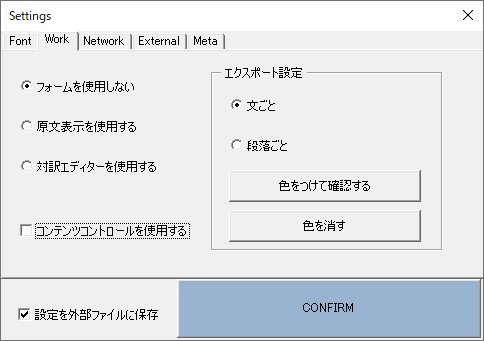 Settings
Font Work Network External Meta
フォームを使用しない
原文表示を使用する
対訳エディターを使用する
コンテンツコントロールを使用する
エクスポート設定
文ごと
段落ごと
色をつけて確認する
色を消す
設定を外部ファイルに保存
CONFIRM